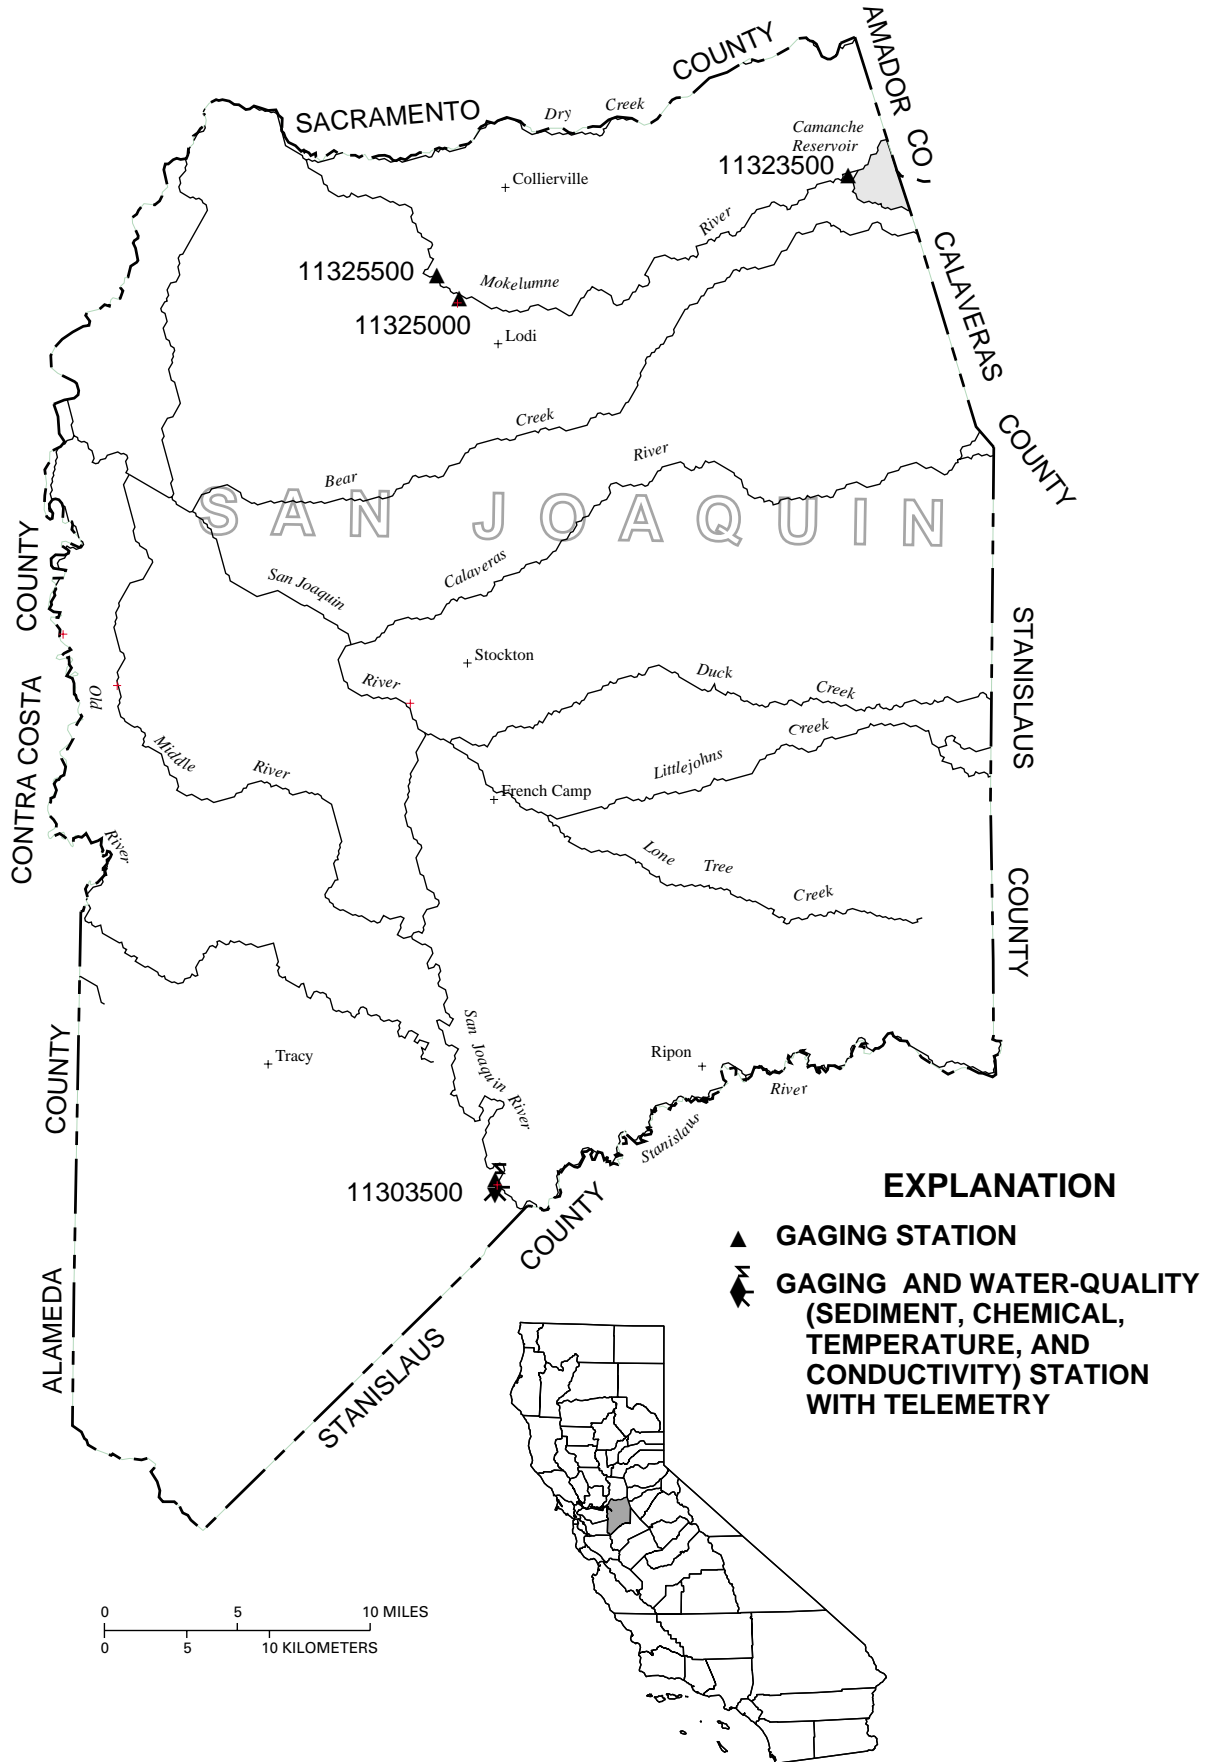 AMADOR CO
COUNTY
SACRAMENTO
Dry Creek
Camanche
Reservoir
11323500
Collierville
River
CALAVERAS
11325500
Mokelumne
11325000
Lodi
Creek
COUNTY
River
Bear
SAN JOAQUIN
COUNTY
Calaveras
San Joaquin
STANISLAUS
Stockton
Duck
Creek
River
Old
CONTRA COSTA
Creek
Middle
River
Littlejohns
French Camp
River
Lone Tree
Creek
COUNTY
San Joaquin River
COUNTY
Tracy
Ripon
River
Stanislaus
11303500
COUNTY
EXPLANATION
GAGING STATION
GAGING AND WATER-QUALITY
(SEDIMENT, CHEMICAL,
TEMPERATURE, AND
CONDUCTIVITY) STATION
WITH TELEMETRY
ALAMEDA
STANISLAUS
0 5 10 MILES
0 5 10 KILOMETERS